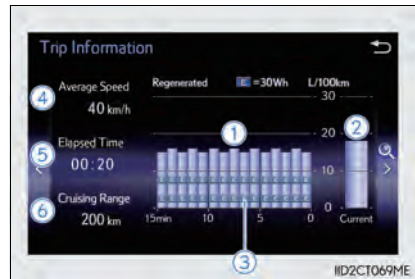 Trip Information
Average Speed
40 km/h
Elapsed Time
00:20
Cruising Range
200 km
Regenerated E =30Wh L/100km
30
20
10
0
15min 10 5 0 Current
1
2
3
4
5
6
IID2CT069ME